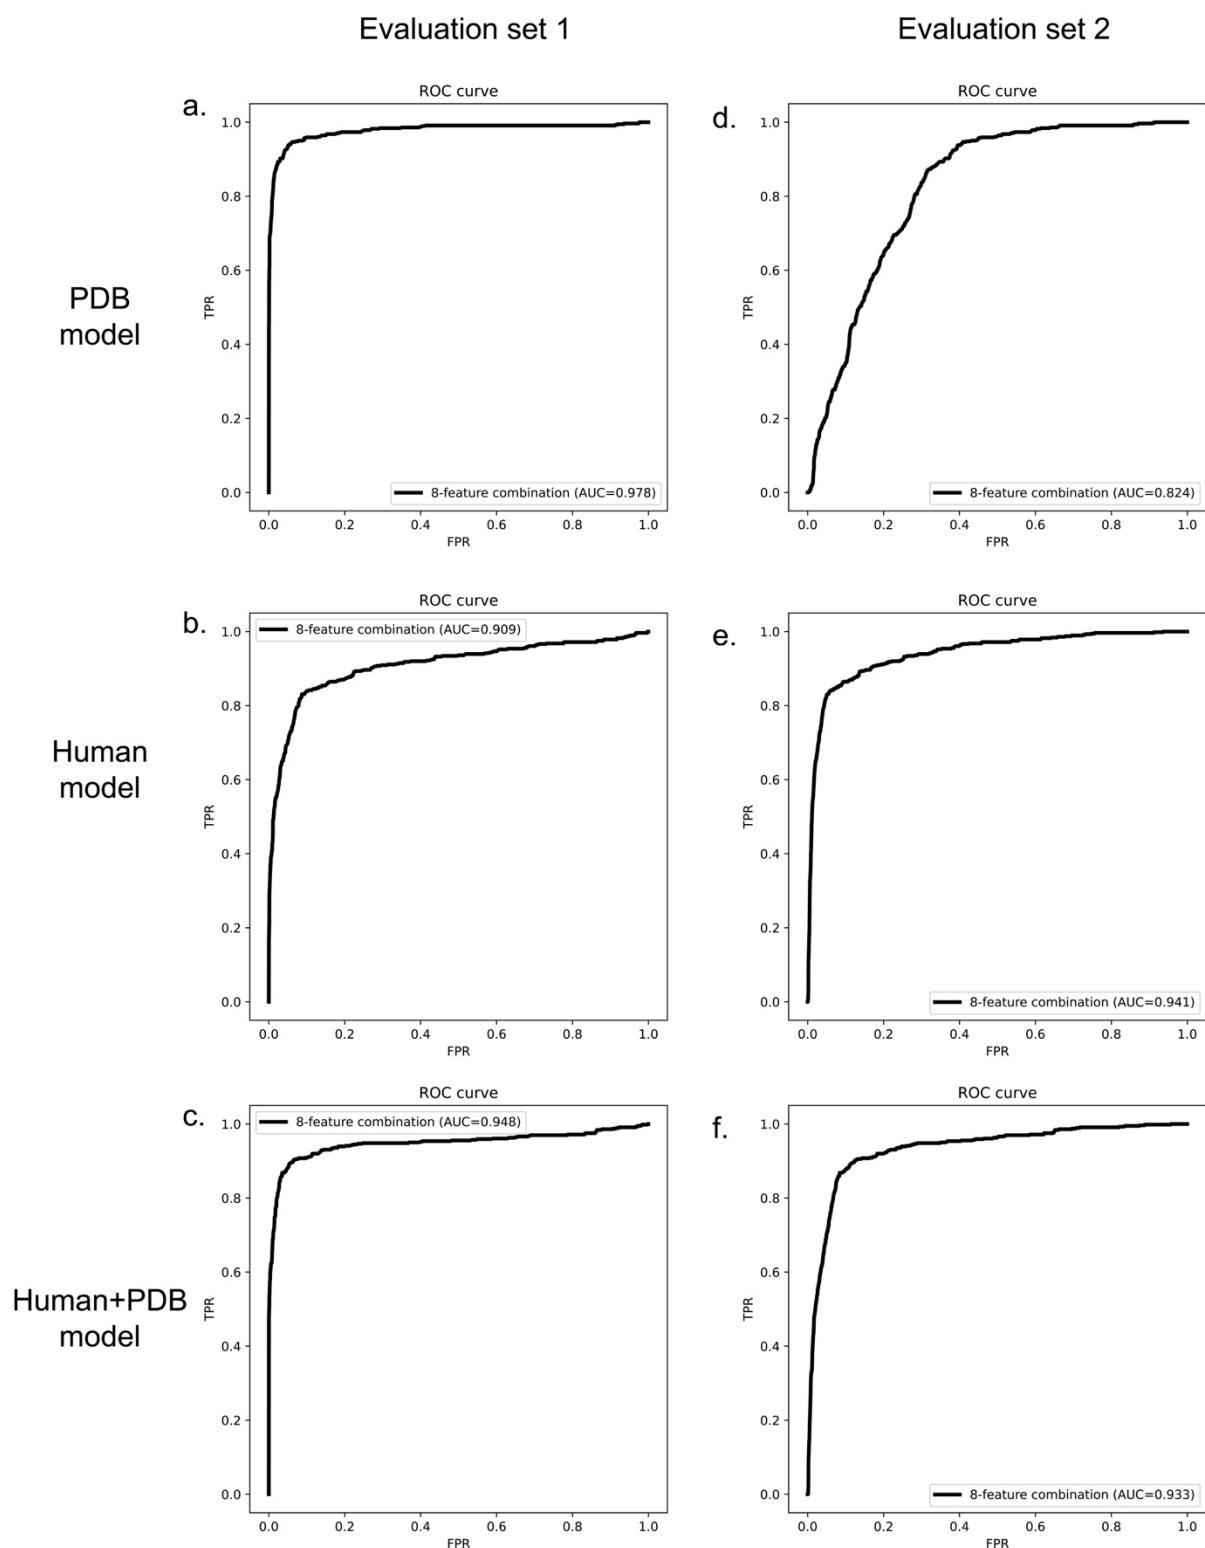 Evaluation set 1
Evaluation set 2
PDB
model
a.
ROC curve
1.0
0.8
0.6
0.4
0.2
0.0
TPR
8-feature combination (AUC=0.978)
0.0 0.2 0.4 0.6 0.8 1.0
FPR
d.
ROC curve
1.0
0.8
0.6
0.4
0.2
0.0
TPR
8-feature combination (AUC=0.824)
0.0 0.2 0.4 0.6 0.8 1.0
FPR
Human
model
b.
ROC curve
8-feature combination (AUC=0.909)
1.0
0.8
0.6
0.4
0.2
0.0
TPR
0.0 0.2 0.4 0.6 0.8 1.0
FPR
e.
ROC curve
1.0
0.8
0.6
0.4
0.2
0.0
TPR
8-feature combination (AUC=0.941)
0.0 0.2 0.4 0.6 0.8 1.0
FPR
Human+PDB
model
c.
ROC curve
8-feature combination (AUC=0.948)
1.0
0.8
0.6
0.4
0.2
0.0
TPR
0.0 0.2 0.4 0.6 0.8 1.0
FPR
f.
ROC curve
1.0
0.8
0.6
0.4
0.2
0.0
TPR
8-feature combination (AUC=0.933)
0.0 0.2 0.4 0.6 0.8 1.0
FPR